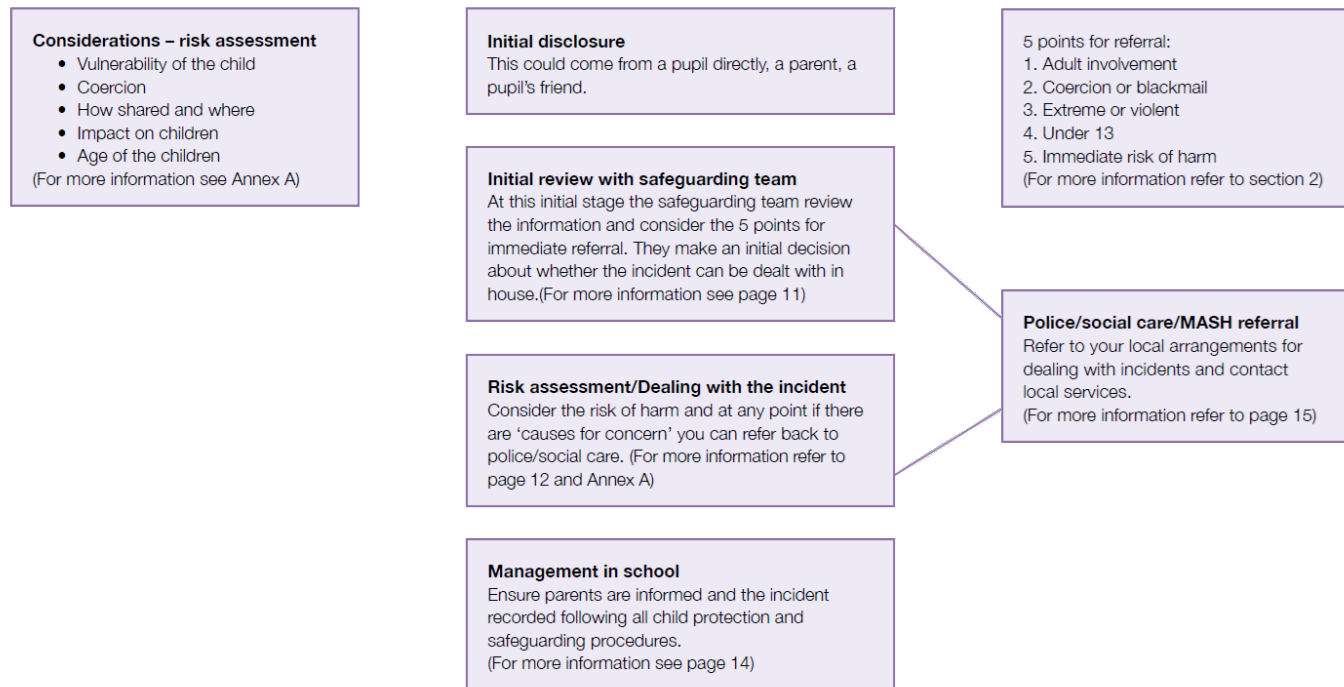 Considerations – risk assessment
• Vulnerability of the child
• Coercion
• How shared and where
• Impact on children
• Age of the children
(For more information see Annex A)
Initial disclosure
This could come from a pupil directly, a parent, a
pupil’s friend.
Initial review with safeguarding team
At this initial stage the safeguarding team review
the information and consider the 5 points for
immediate referral. They make an initial decision
about whether the incident can be dealt with in
house.(For more information see page 11)
Risk assessment/Dealing with the incident
Consider the risk of harm and at any point if there
are ‘causes for concern’ you can refer back to
police/social care. (For more information refer to
page 12 and Annex A)
Management in school
Ensure parents are informed and the incident
recorded following all child protection and
safeguarding procedures.
(For more information see page 14)
5 points for referral:
1. Adult involvement
2. Coercion or blackmail
3. Extreme or violent
4. Under 13
5. Immediate risk of harm
(For more information refer to section 2)
Police/social care/MASH referral
Refer to your local arrangements for
dealing with incidents and contact
local services.
(For more information refer to page 15)